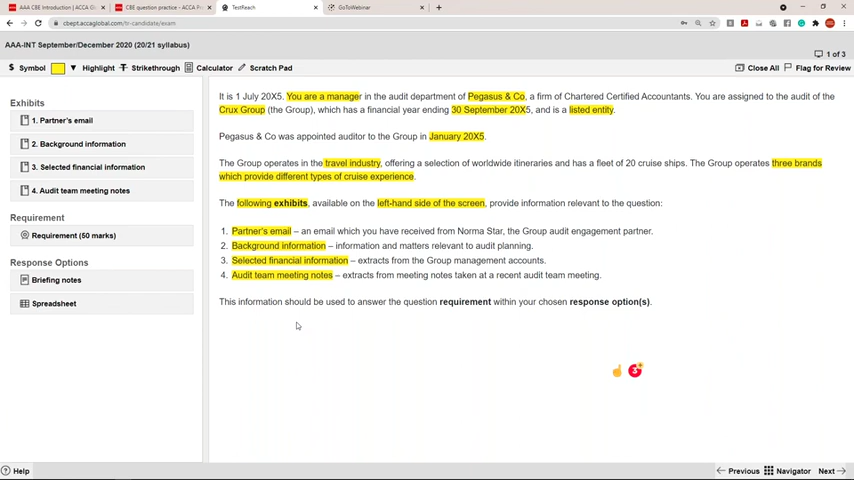 ACCA CBE Introduction | ACCA G
CBE question practice - ACCA P
TestReach
GoToWebinar
cbept.accaglobal.com/tr-candidate/exam
AAA-INT September/December 2020 (20/21 syllabus)
1 of 3
Symbol Highlight Strikethrough Calculator Scratch Pad
Close All Flag for Review
Exhibits
1. Partner's email
2. Background information
3. Selected financial information
4. Audit team meeting notes
Requirement
Requirement (50 marks)
Response Options
Briefing notes
Spreadsheet
It is 1 July 20X5. You are a manager in the audit department of Pegasus & Co, a firm of Chartered Certified Accountants. You are assigned to the audit of the
Crux Group (the Group), which has a financial year ending 30 September 20X5, and is a listed entity.
Pegasus & Co was appointed auditor to the Group in January 20X5.
The Group operates in the travel industry, offering a selection of worldwide itineraries and has a fleet of 20 cruise ships. The Group operates three brands
which provide different types of cruise experience.
The following exhibits, available on the left-hand side of the screen, provide information relevant to the question:
1. Partner's email – an email which you have received from Norma Star, the Group audit engagement partner.
2. Background information – information and matters relevant to audit planning.
3. Selected financial information – extracts from the Group management accounts.
4. Audit team meeting notes – extracts from meeting notes taken at a recent audit team meeting.
This information should be used to answer the question requirement within your chosen response option(s).
3
Help
Previous Navigator Next